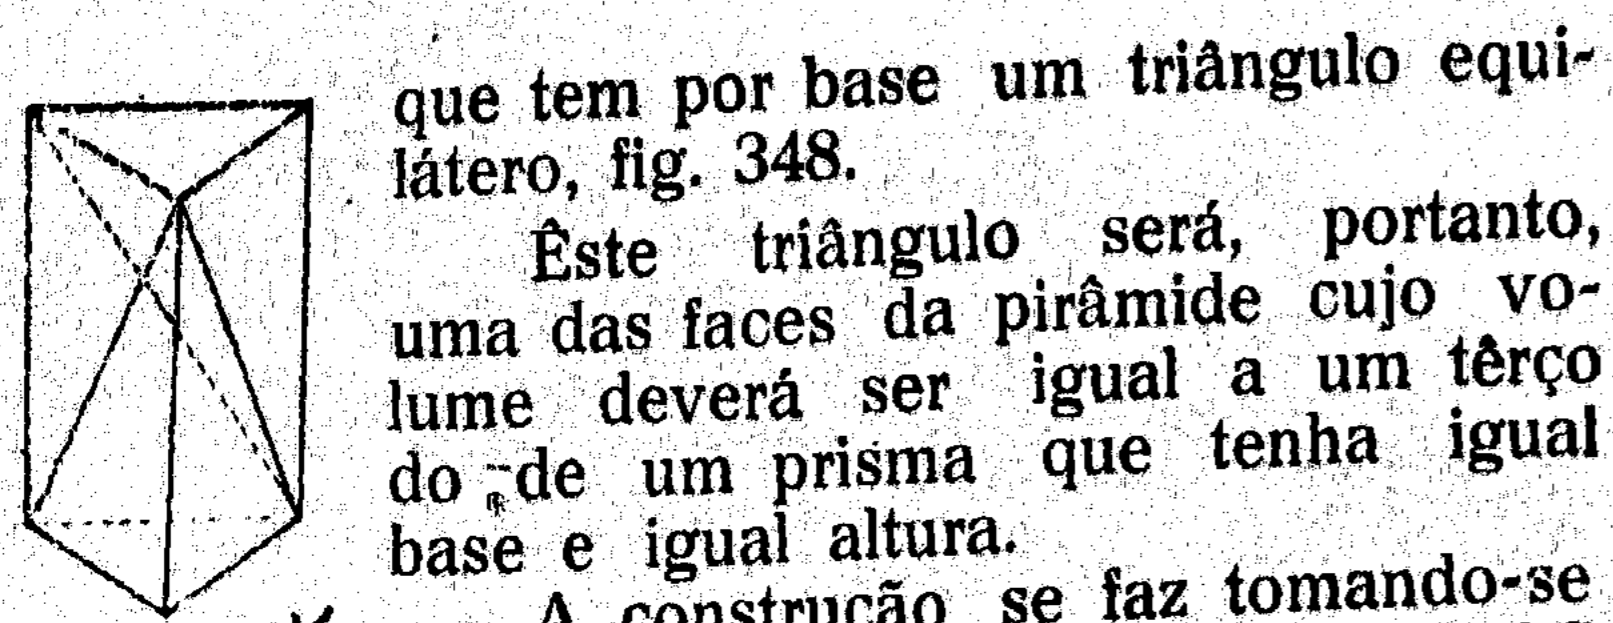 que tem por base um triângulo equi-
látero, fig. 348.
Êste triângulo será, portanto,
uma das faces da pirâmide cujo vo-
lume deverá ser igual a um têrço
do de um prisma que tenha igual
base e igual altura.
A construção se faz tomando-se